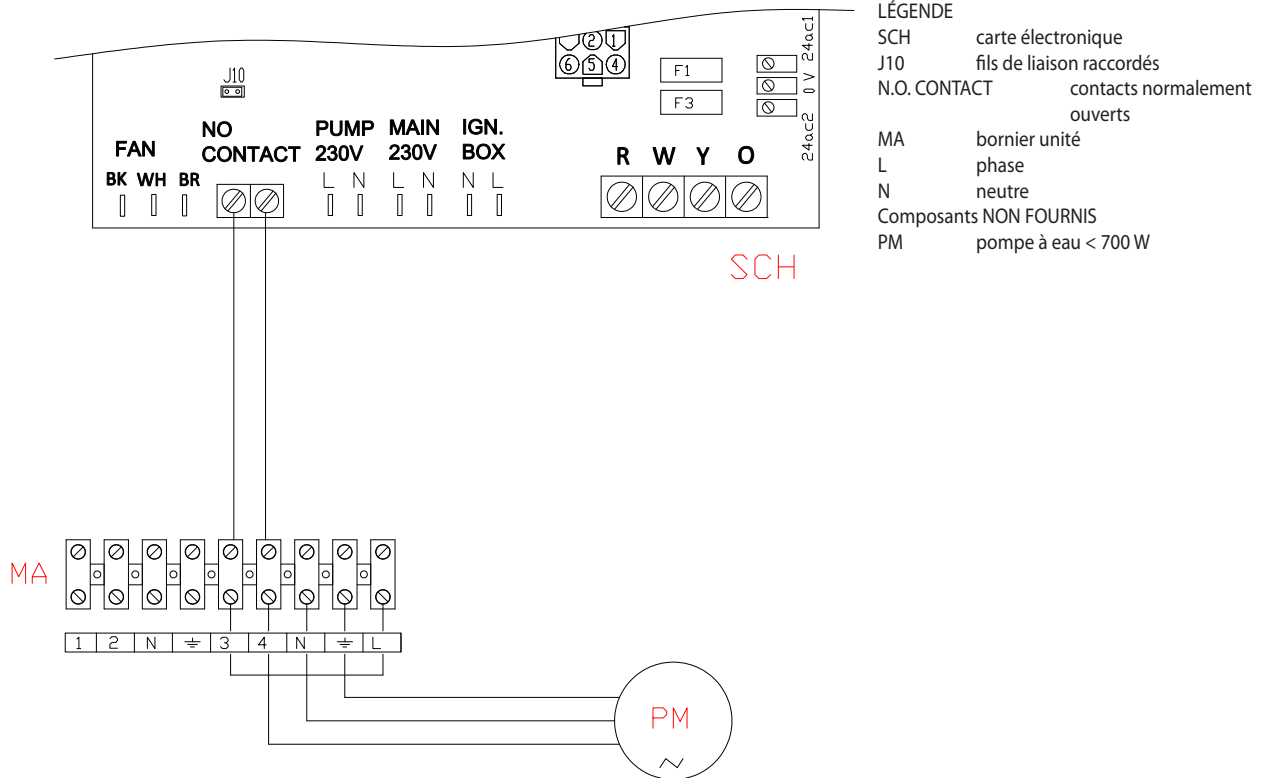 LÉGENDE
SCH carte électronique
J10 fils de liaison raccordés
N.O. CONTACT contacts normalement
ouverts
MA bornier unité
L phase
N neutre
Composants NON FOURNIS
PM pompe à eau < 700 W
J10
2 1
6 5 4
F1
F3
24ac2 0 V 24ac1
FAN
BK WH BR
NO
CONTACT
PUMP
230V
L N
MAIN
230V
L N
IGN.
BOX
N L
R W Y O
SCH
MA
1 2 N 3 4 N L
PM